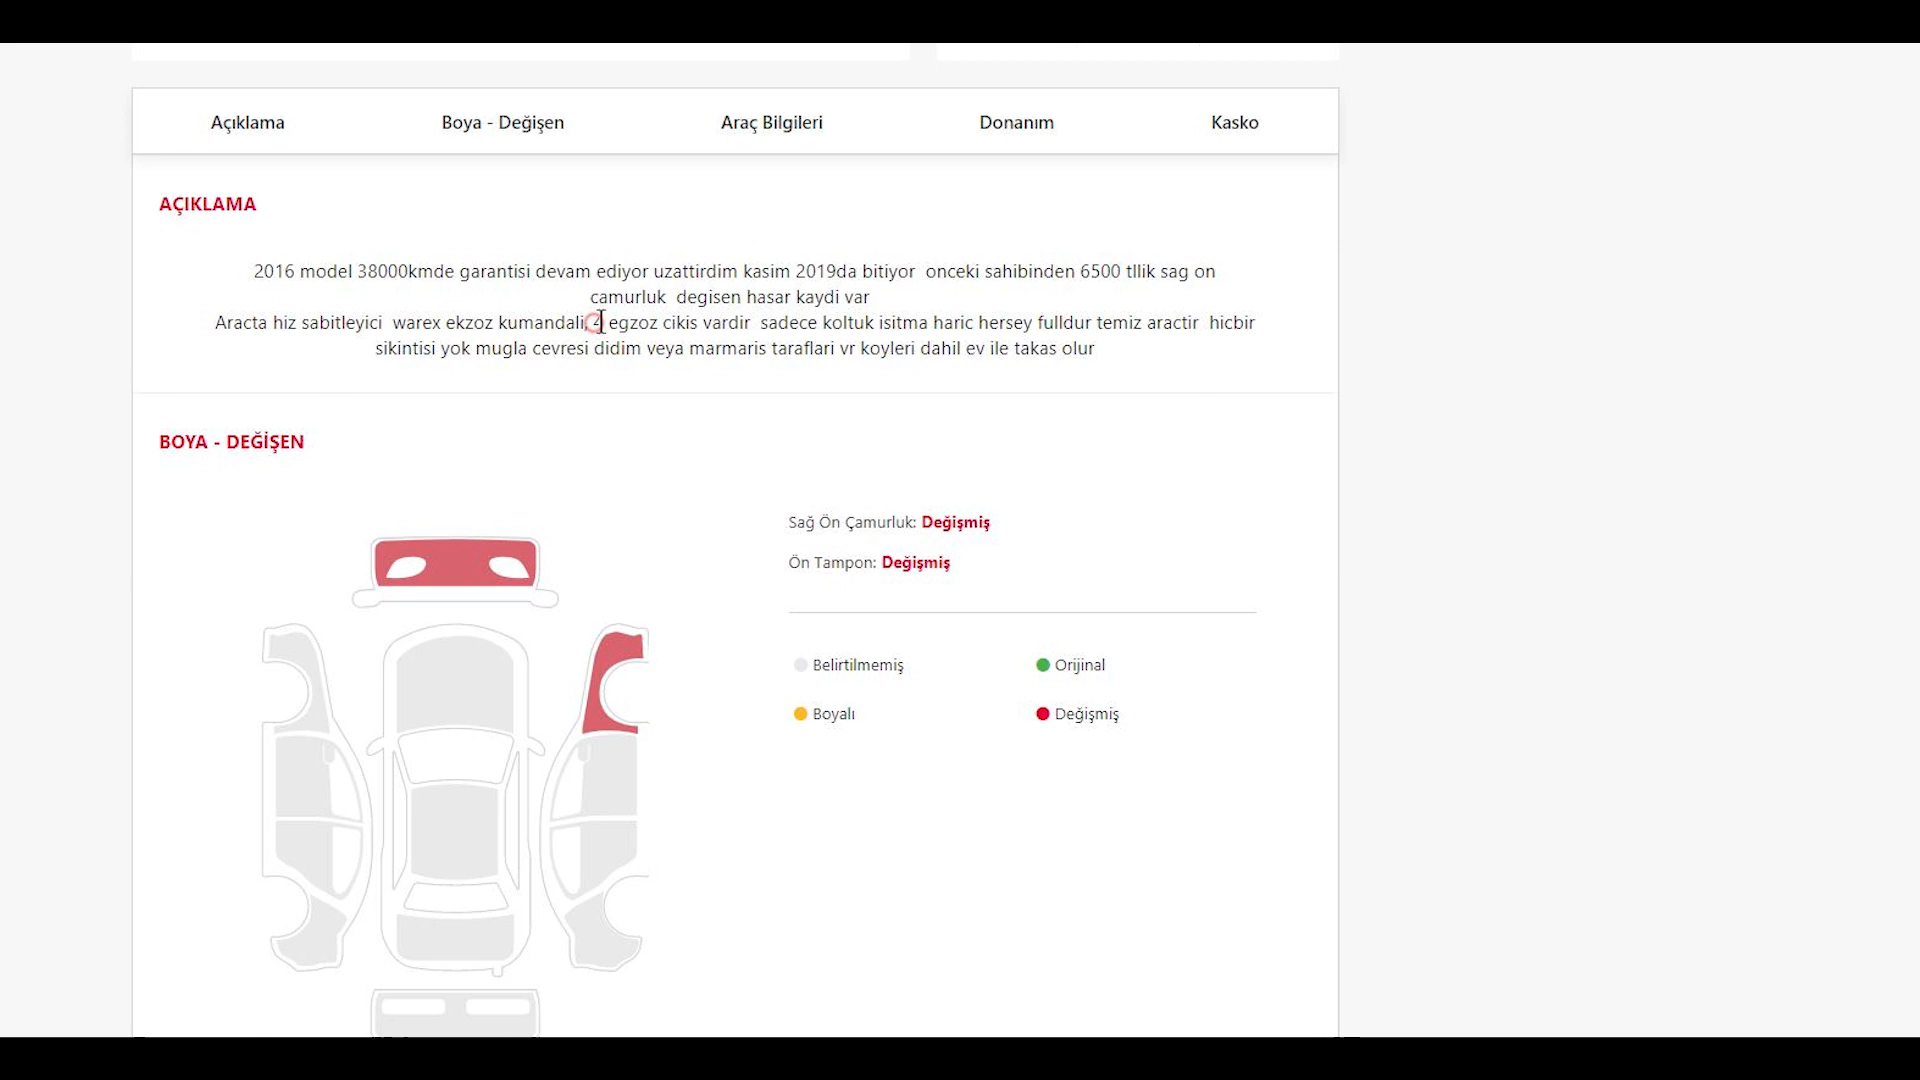 Açıklama
Boya - Değişen
Araç Bilgileri
Donanım
Kasko
AÇIKLAMA
2016 model 38000kmde garantisi devam ediyor uzattirdim kasim 2019da bitiyor onceki sahibinden 6500 tllik sag on
camurluk degisen hasar kaydi var
Aracta hiz sabitleyici warex ekzoz kumandali, 4 egzoz cikis vardir sadece koltuk isitma haric hersey fulldur temiz aractir hicbir
sikintisi yok mugla cevresi didim veya marmaris taraflari vr koyleri dahil ev ile takas olur
BOYA - DEĞİŞEN
Sağ Ön Çamurluk: Değişmiş
Ön Tampon: Değişmiş
Belirtilmemiş
Orijinal
Boyalı
Değişmiş